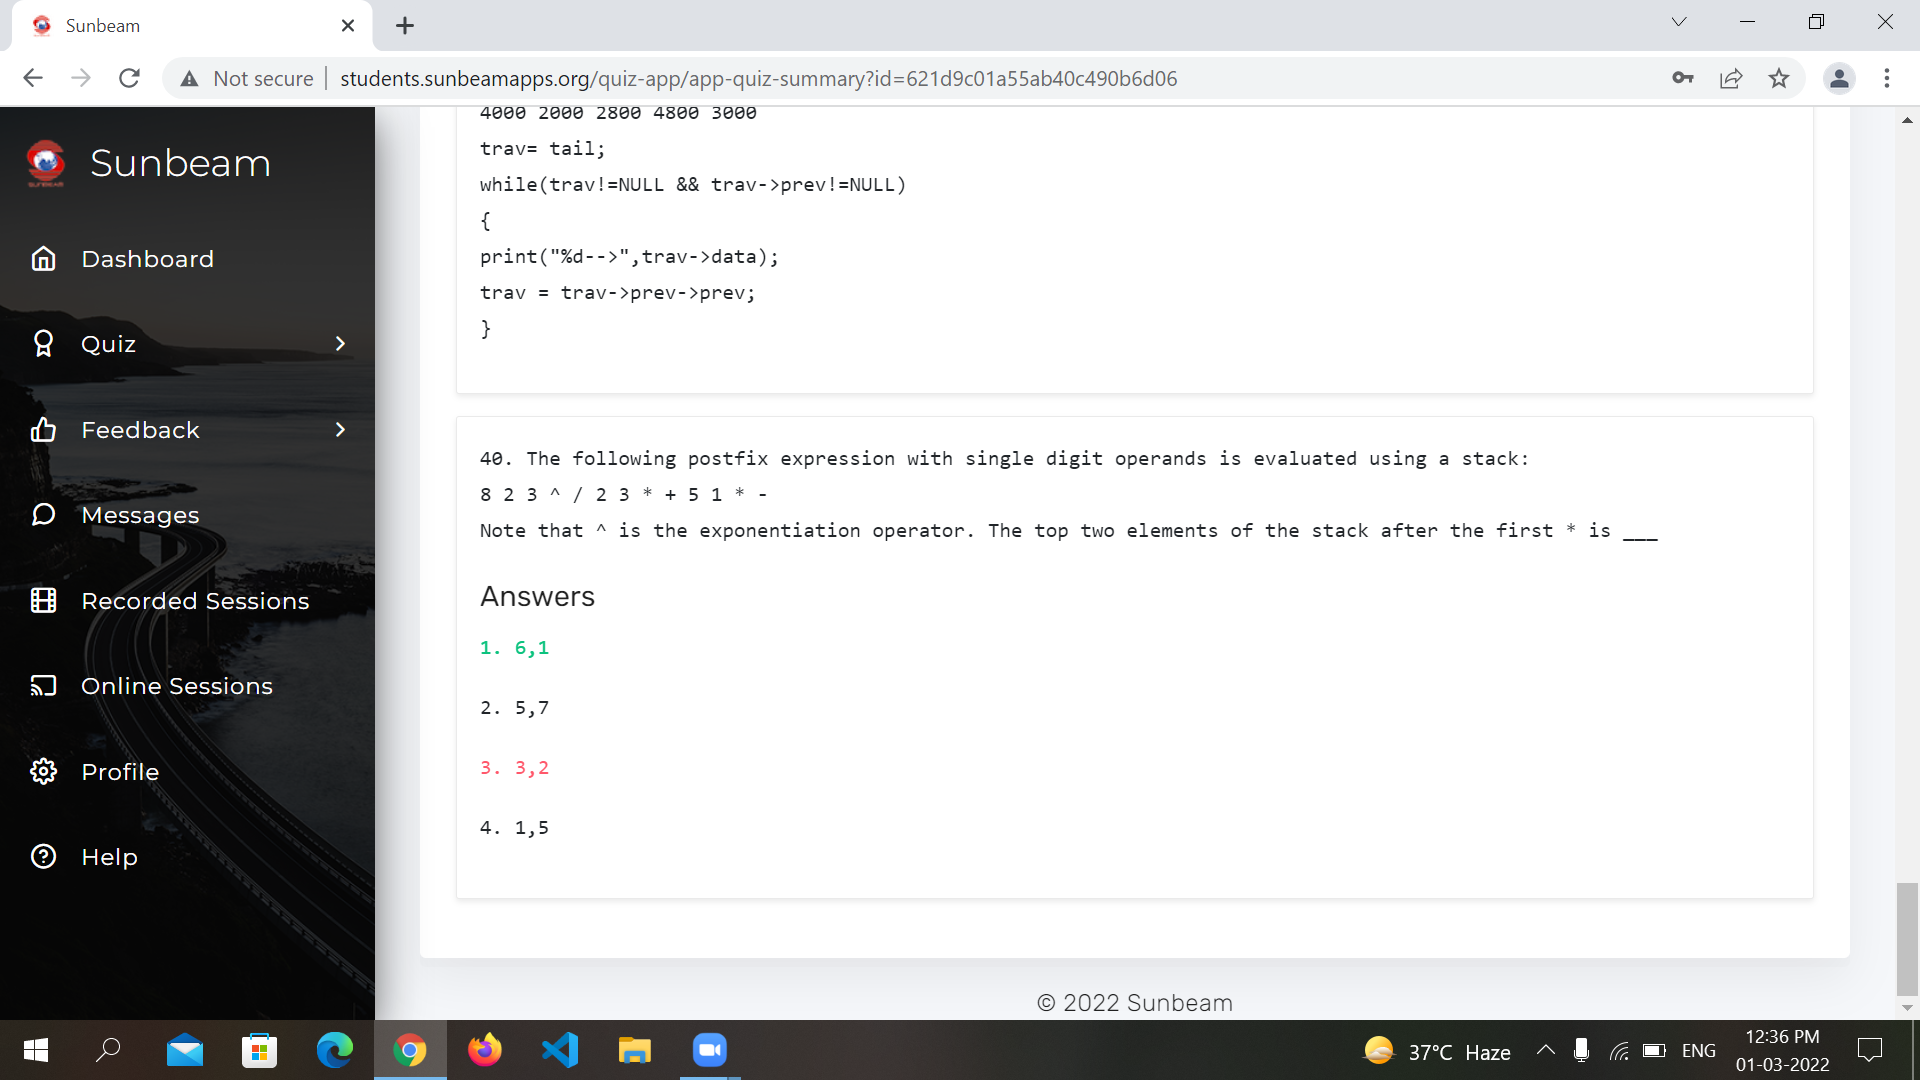 Sunbeam
Not secure
students.sunbeamapps.org/quiz-app/app-quiz-summary?id=621d9c01a55ab40c490b6d06
SUNBEAM
Sunbeam
Dashboard
Quiz
Feedback
Messages
Recorded Sessions
Online Sessions
Profile
Help
4000 2000 2800 4800 3000
trav= tail;
while(trav!=NULL && trav->prev!=NULL)
{
print("%d-->",trav->data);
trav = trav->prev->prev;
}
40. The following postfix expression with single digit operands is evaluated using a stack:
8 2 3 ^ / 2 3 * + 5 1 * -
Note that ^ is the exponentiation operator. The top two elements of the stack after the first * is ___
Answers
1. 6,1
2. 5,7
3. 3,2
4. 1,5
© 2022 Sunbeam
37°C Haze
ENG
12:36 PM
01-03-2022